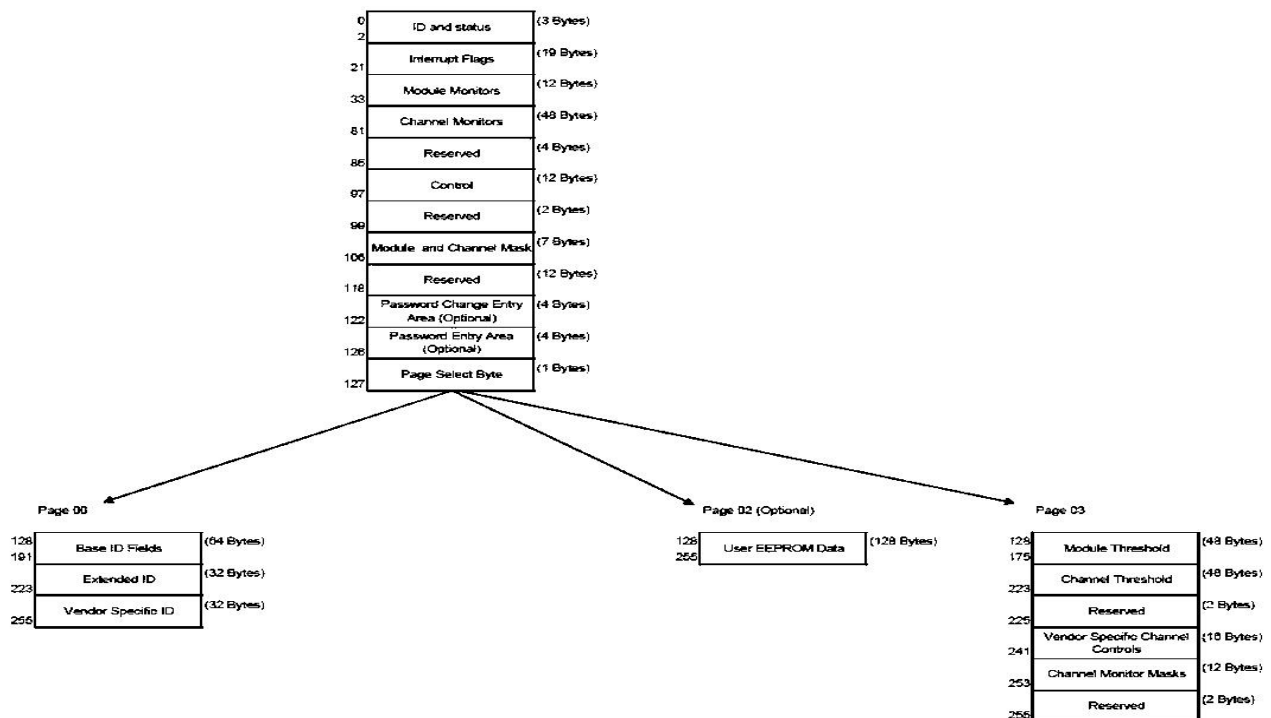 0 ID and status (3 Bytes)
2
Interrupt Flags (19 Bytes)
21
Module Monitors (12 Bytes)
33
Channel Monitors (48 Bytes)
81
Reserved (4 Bytes)
85
Control (12 Bytes)
97
Reserved (2 Bytes)
99
Module and Channel Mask (7 Bytes)
106
Reserved (12 Bytes)
118
Password Change Entry (4 Bytes)
122 Area (Optional)
Password Entry Area (4 Bytes)
126 (Optional)
Page Select Byte (1 Bytes)
127
Page 00
128 Base ID Fields (64 Bytes)
191
Extended ID (32 Bytes)
223
Vendor Specific ID (32 Bytes)
255
Page 02 (Optional)
128 User EEPROM Data (128 Bytes)
255
Page 03
128 Module Threshold (48 Bytes)
175
Channel Threshold (48 Bytes)
223
Reserved (2 Bytes)
225
Vendor Specific Channel (16 Bytes)
241 Controls
Channel Monitor Masks (12 Bytes)
253
Reserved (2 Bytes)
255